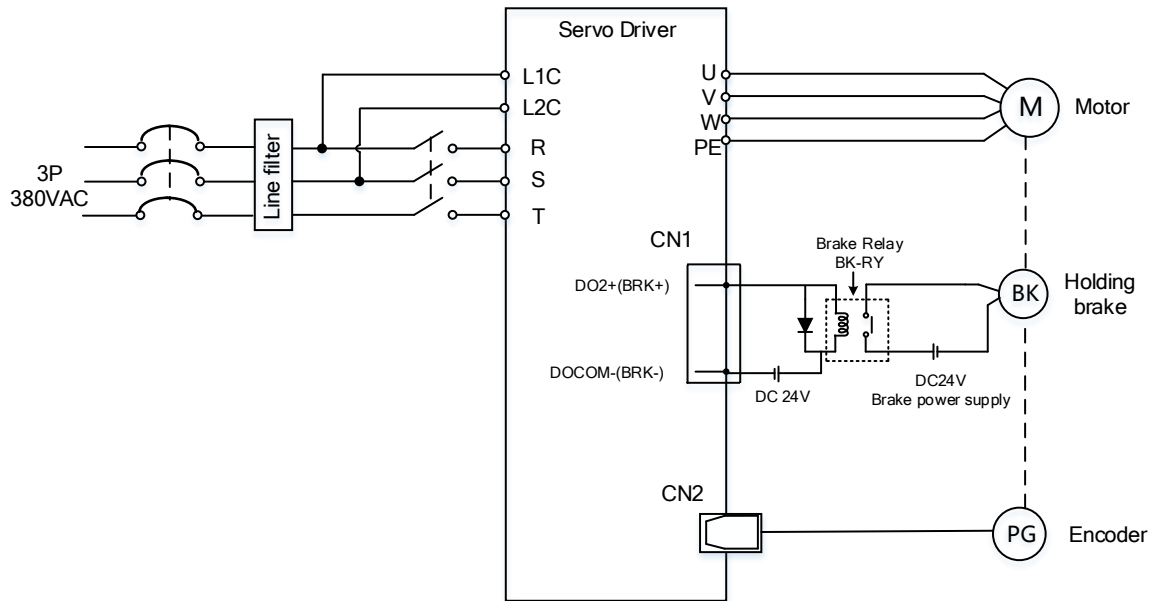 Servo Driver
L1C
L2C
R
S
T
3P
380VAC
Line filter
U
V
W
PE
M
Motor
CN1
DO2+(BRK+)
DOCOM-(BRK-)
Brake Relay
BK-RY
DC 24V
DC24V
Brake power supply
BK
Holding
brake
CN2
PG
Encoder